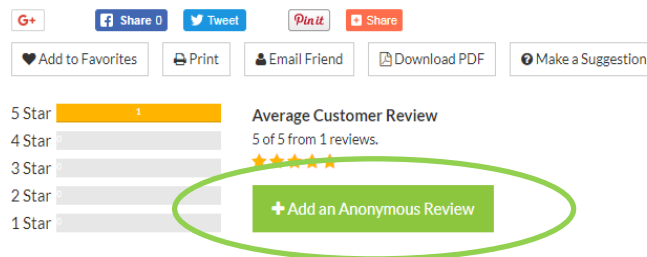 G+ Share 0 Tweet Pin it Share
Add to Favorites Print Email Friend Download PDF Make a Suggestion
5 Star 1
4 Star 0
3 Star 0
2 Star 0
1 Star 0
Average Customer Review
5 of 5 from 1 reviews.
+ Add an Anonymous Review